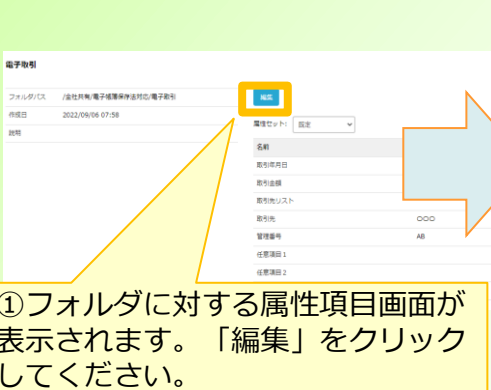 電子取引
フォルダパス /会社共有/電子帳簿保存法対応/電子取引
作成日 2022/09/06 07:58
説明
編集
属性セット: 設定
名前
取引年月日
取引金額
取引先リスト
取引先 〇〇〇
管理番号 AB
任意項目1
任意項目2
①フォルダに対する属性項目画面が
表示されます。「編集」をクリック
してください。